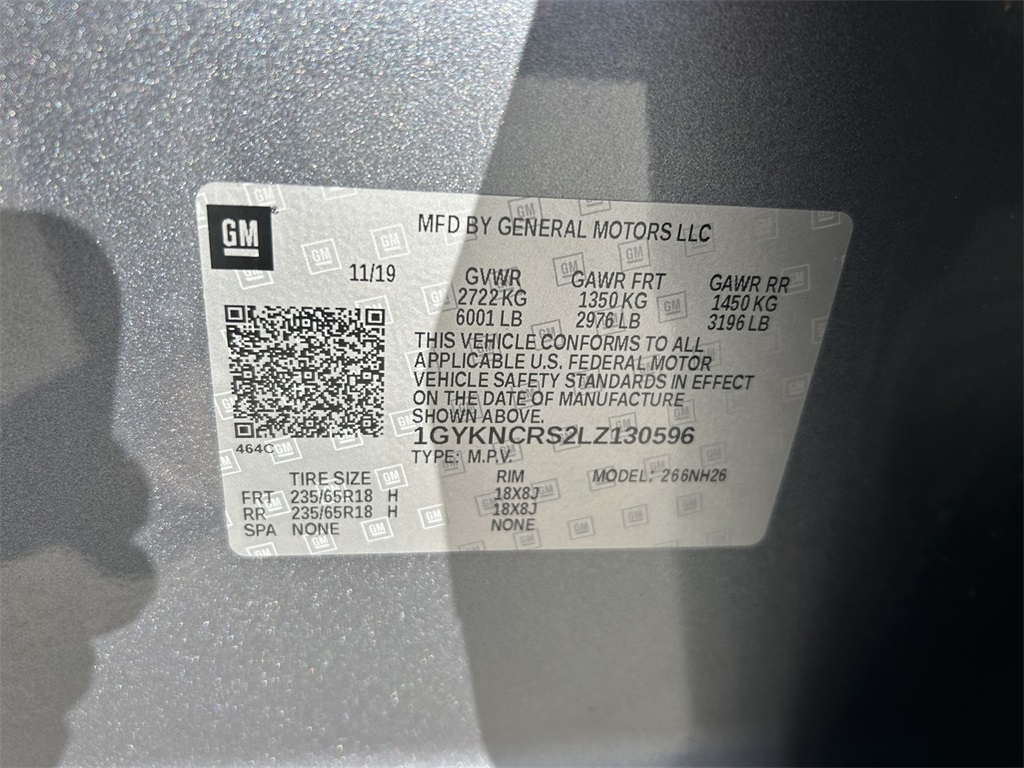 GM
MFD BY GENERAL MOTORS LLC
11/19
GVWR GAWR FRT GAWR RR
2722 KG 1350 KG 1450 KG
6001 LB 2976 LB 3196 LB
THIS VEHICLE CONFORMS TO ALL
APPLICABLE U.S. FEDERAL MOTOR
VEHICLE SAFETY STANDARDS IN EFFECT
ON THE DATE OF MANUFACTURE
SHOWN ABOVE.
1GYKNCRS2LZ130596
464C
TYPE: M.P.V.
TIRE SIZE RIM MODEL: 266NH26
FRT 235/65R18 H 18X8J
RR 235/65R18 H 18X8J
SPA NONE NONE